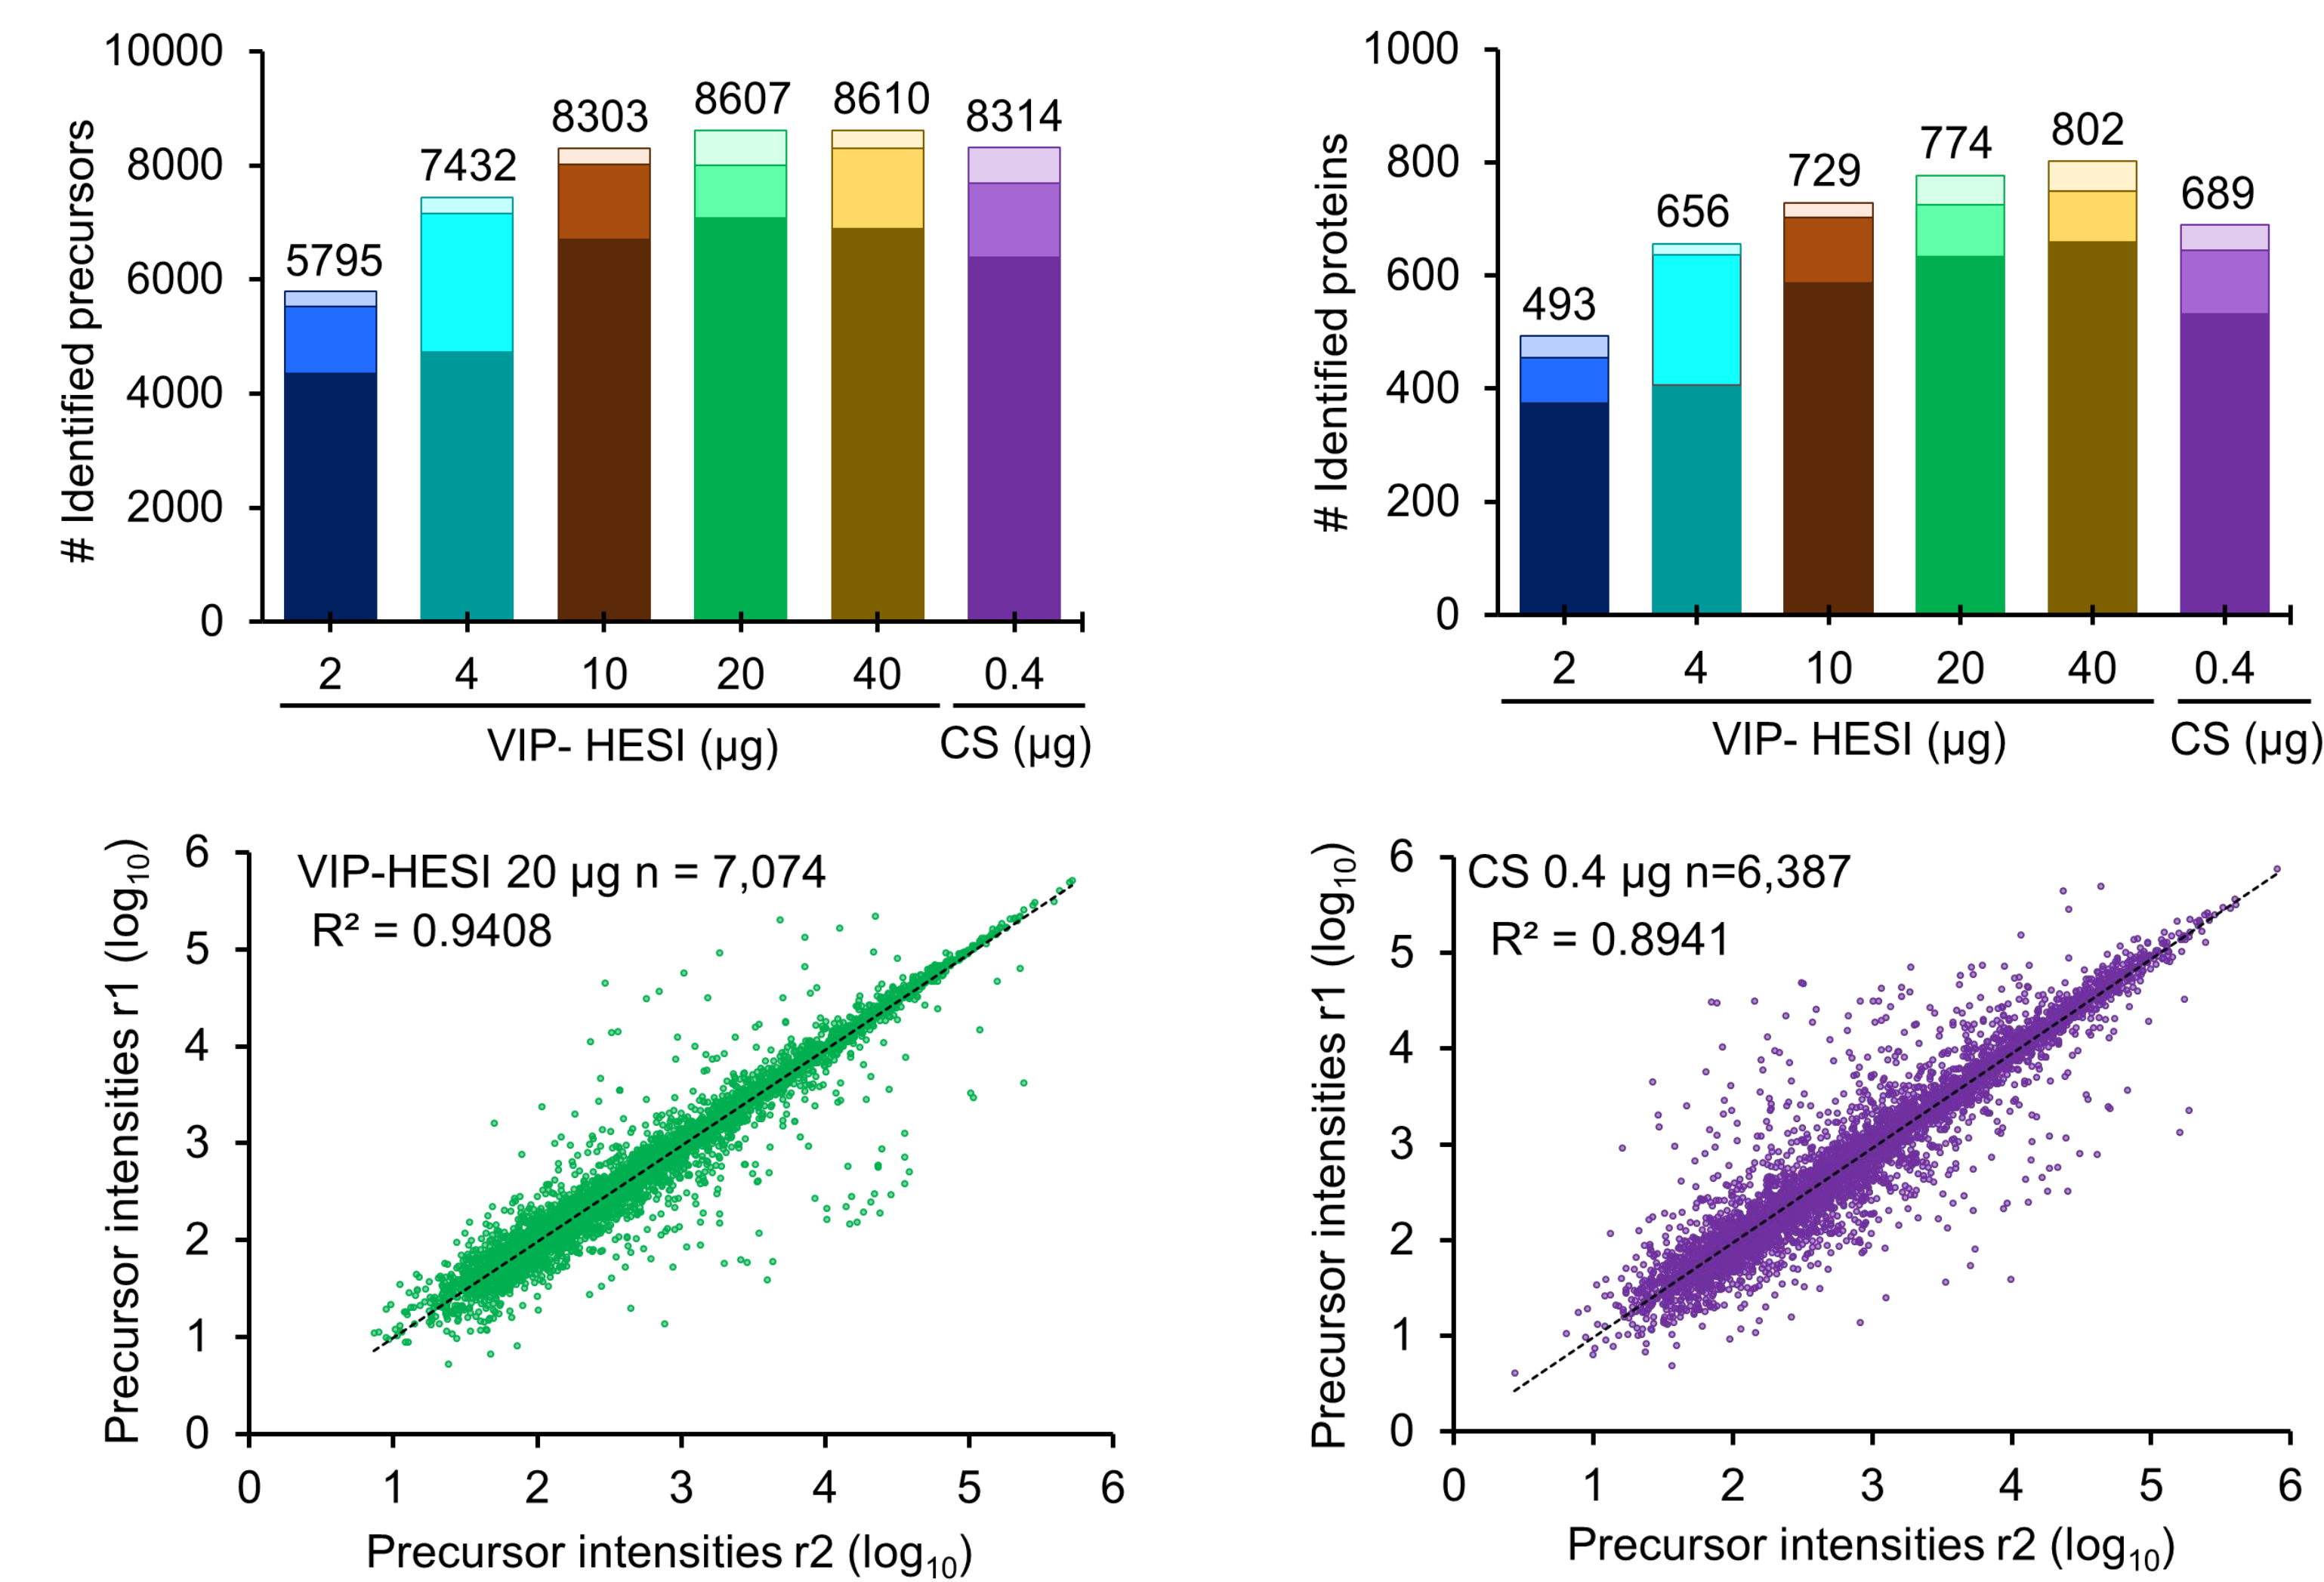 # Identified precursors
10000
8000
6000
4000
2000
0
5795
7432
8303
8607
8610
8314
2 4 10 20 40 0.4
VIP- HESI (µg) CS (µg)
# Identified proteins
1000
800
600
400
200
0
493
656
729
774
802
689
2 4 10 20 40 0.4
VIP- HESI (µg) CS (µg)
Precursor intensities r1 (log₁₀)
6
5
4
3
2
1
0
VIP-HESI 20 µg n = 7,074
R² = 0.9408
0 1 2 3 4 5 6
Precursor intensities r2 (log₁₀)
Precursor intensities r1 (log₁₀)
6
5
4
3
2
1
0
CS 0.4 µg n=6,387
R² = 0.8941
0 1 2 3 4 5 6
Precursor intensities r2 (log₁₀)